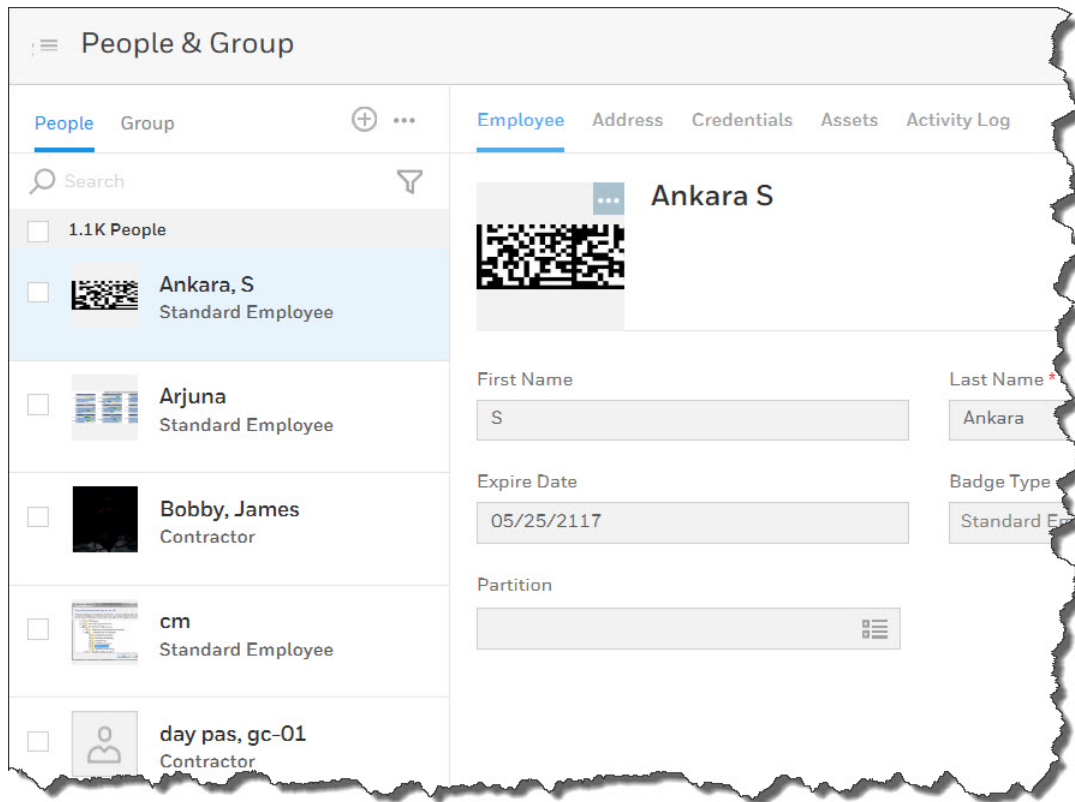 People & Group
People Group
Search
1.1K People
Ankara, S
Standard Employee
Arjuna
Standard Employee
Bobby, James
Contractor
cm
Standard Employee
day pas, gc-01
Contractor
Employee Address Credentials Assets Activity Log
Ankara S
First Name
S
Last Name *
Ankara
Expire Date
05/25/2117
Badge Type
Standard
Partition